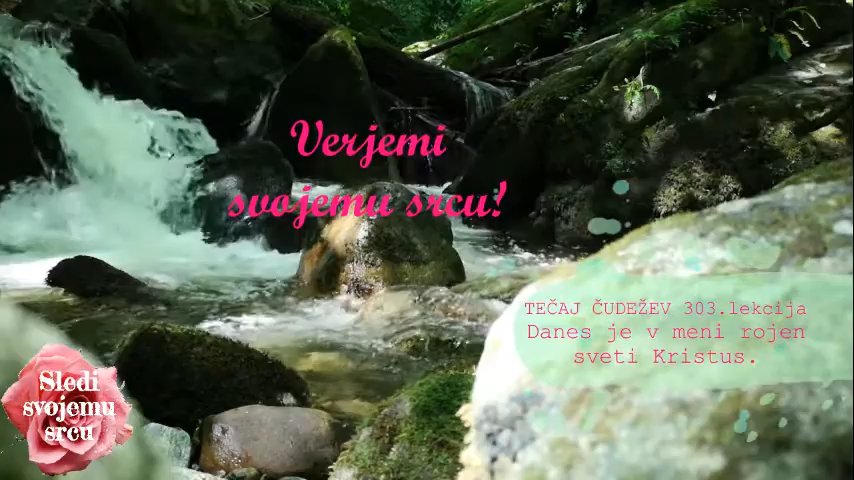 Verjemi
svojemu srcu!
TEČAJ ČUDEŽEV 303.lekcija
Danes je v meni rojen
sveti Kristus.
Sledi
svojemu
srcu